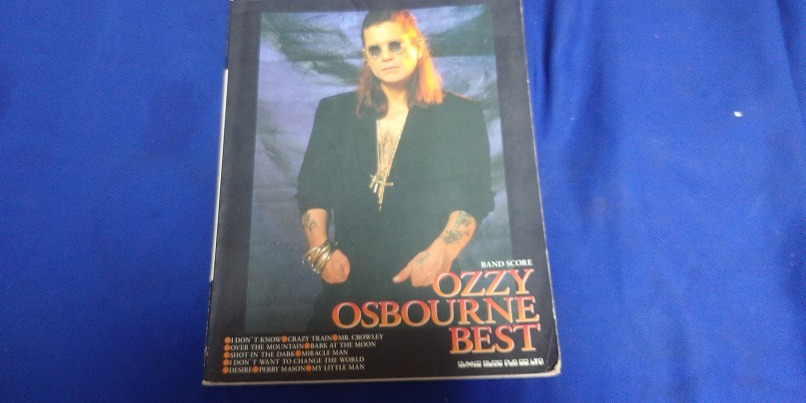 BAND SCORE
OZZY
OSBOURNE
BEST
●I DON'T KNOW●CRAZY TRAIN●MR. CROWLEY
●OVER THE MOUNTAIN●BARK AT THE MOON
●SHOT IN THE DARK●MIRACLE MAN
●I DON'T WANT TO CHANGE THE WORLD
●DESIRE●PERRY MASON●MY LITTLE MAN